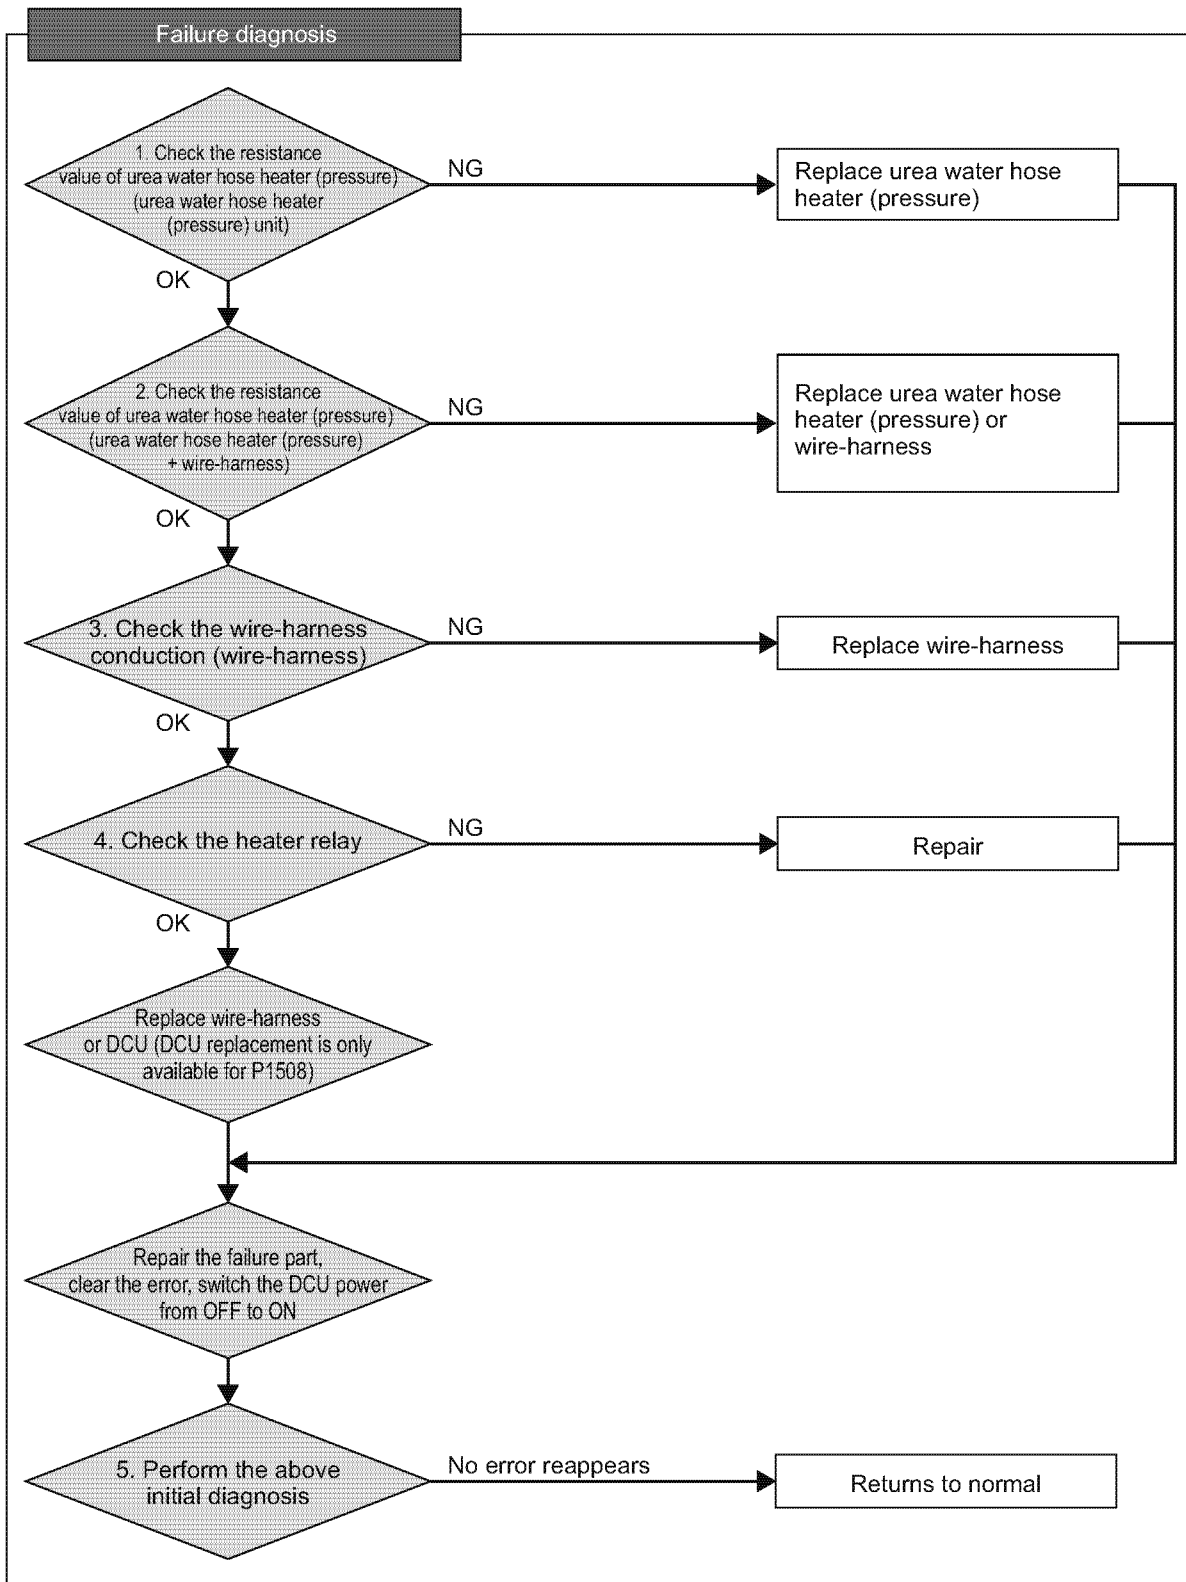 Failure diagnosis
1. Check the resistance
value of urea water hose heater (pressure)
(urea water hose heater
(pressure) unit)
NG
Replace urea water hose
heater (pressure)
OK
2. Check the resistance
value of urea water hose heater (pressure)
(urea water hose heater (pressure)
+ wire-harness)
NG
Replace urea water hose
heater (pressure) or
wire-harness
OK
3. Check the wire-harness
conduction (wire-harness)
NG
Replace wire-harness
OK
4. Check the heater relay
NG
Repair
OK
Replace wire-harness
or DCU (DCU replacement is only
available for P1508)
Repair the failure part,
clear the error, switch the DCU power
from OFF to ON
5. Perform the above
initial diagnosis
No error reappears
Returns to normal